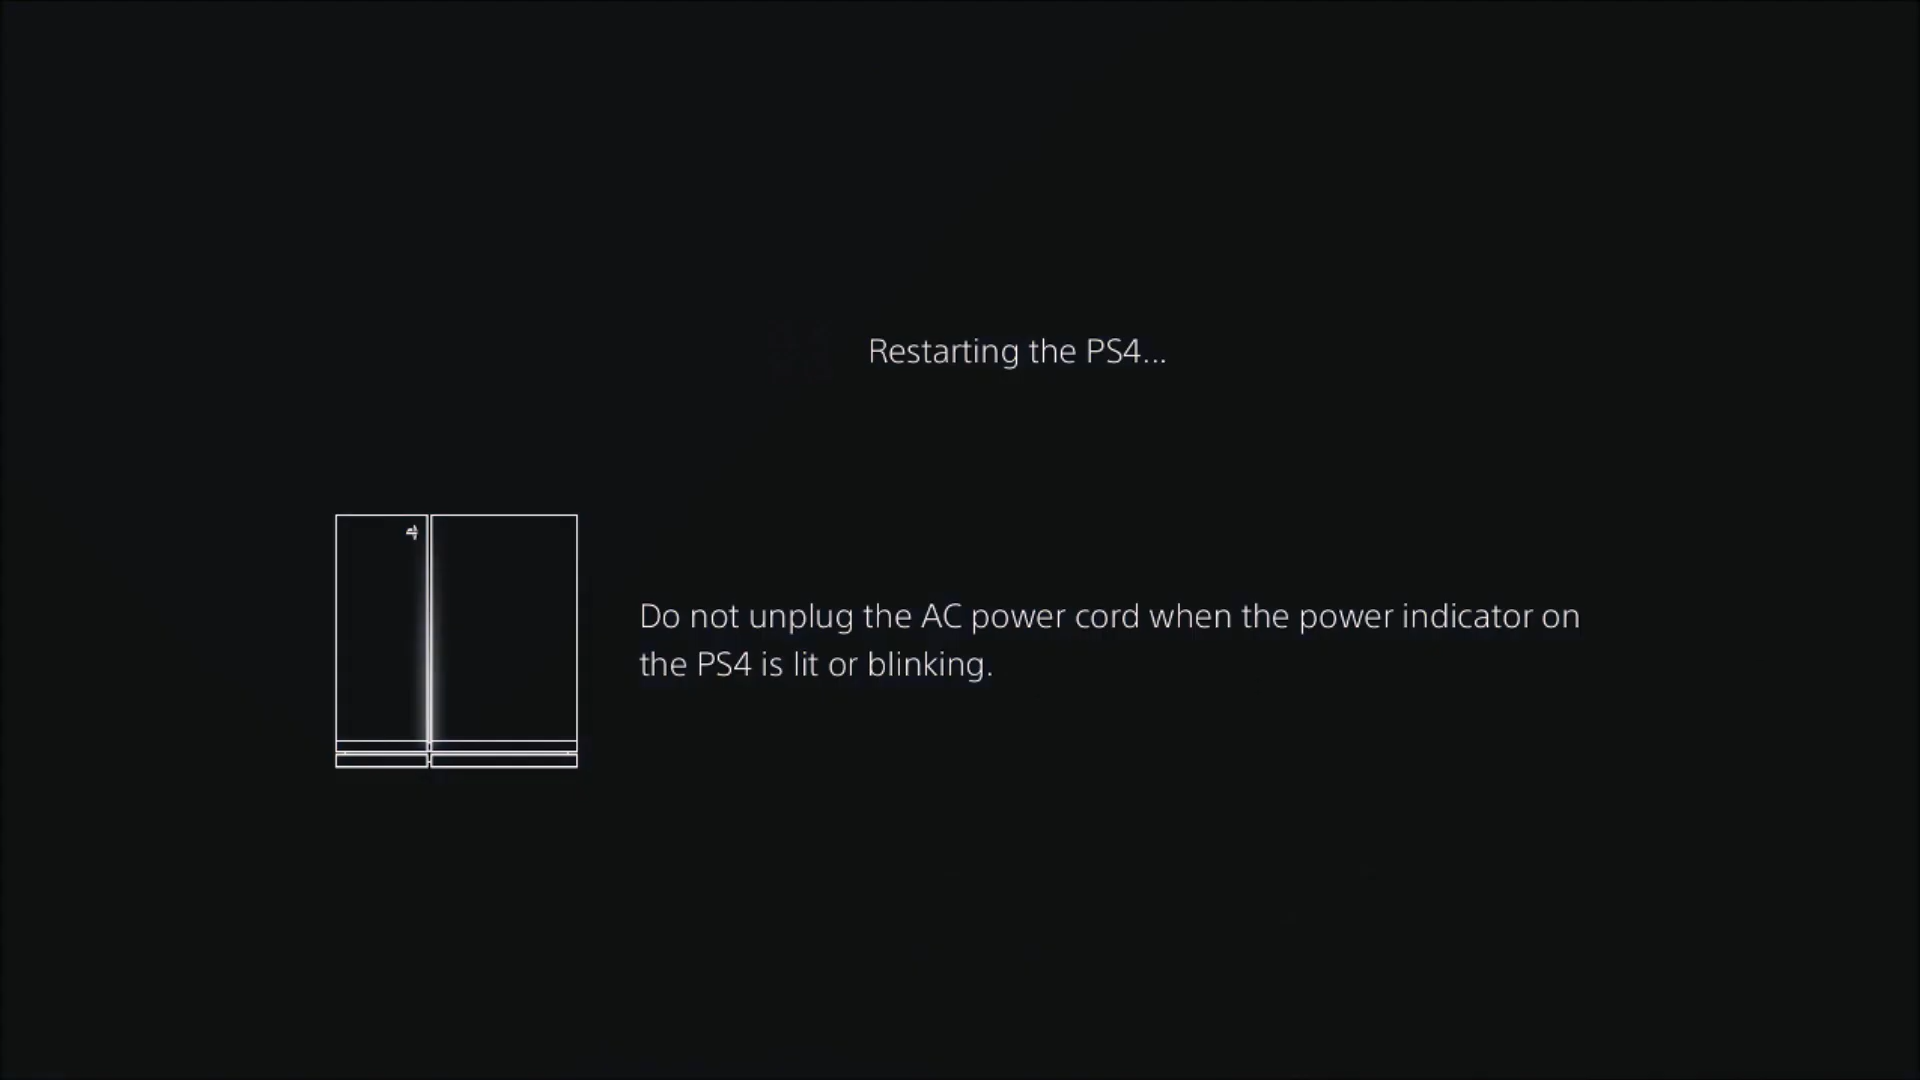 Restarting the PS4...
Do not unplug the AC power cord when the power indicator on
the PS4 is lit or blinking.